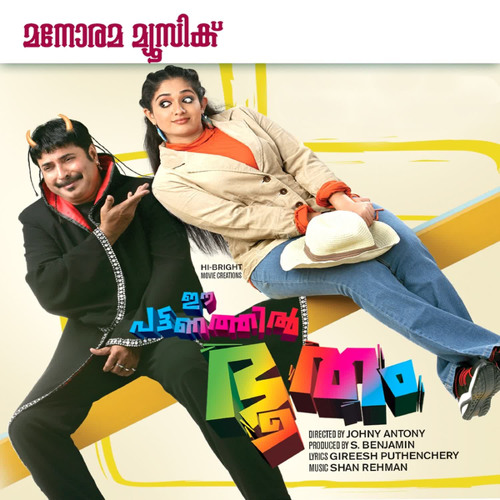 മനോരമ മ്യൂസിക്
HI-BRIGHT
MOVIE CREATIONS
ഈ
പട്ടണത്തിൽ
ഭൂതം
DIRECTED BY JOHNY ANTONY
PRODUCED BY S. BENJAMIN
LYRICS GIREESH PUTHENCHERY
MUSIC SHAN REHMAN